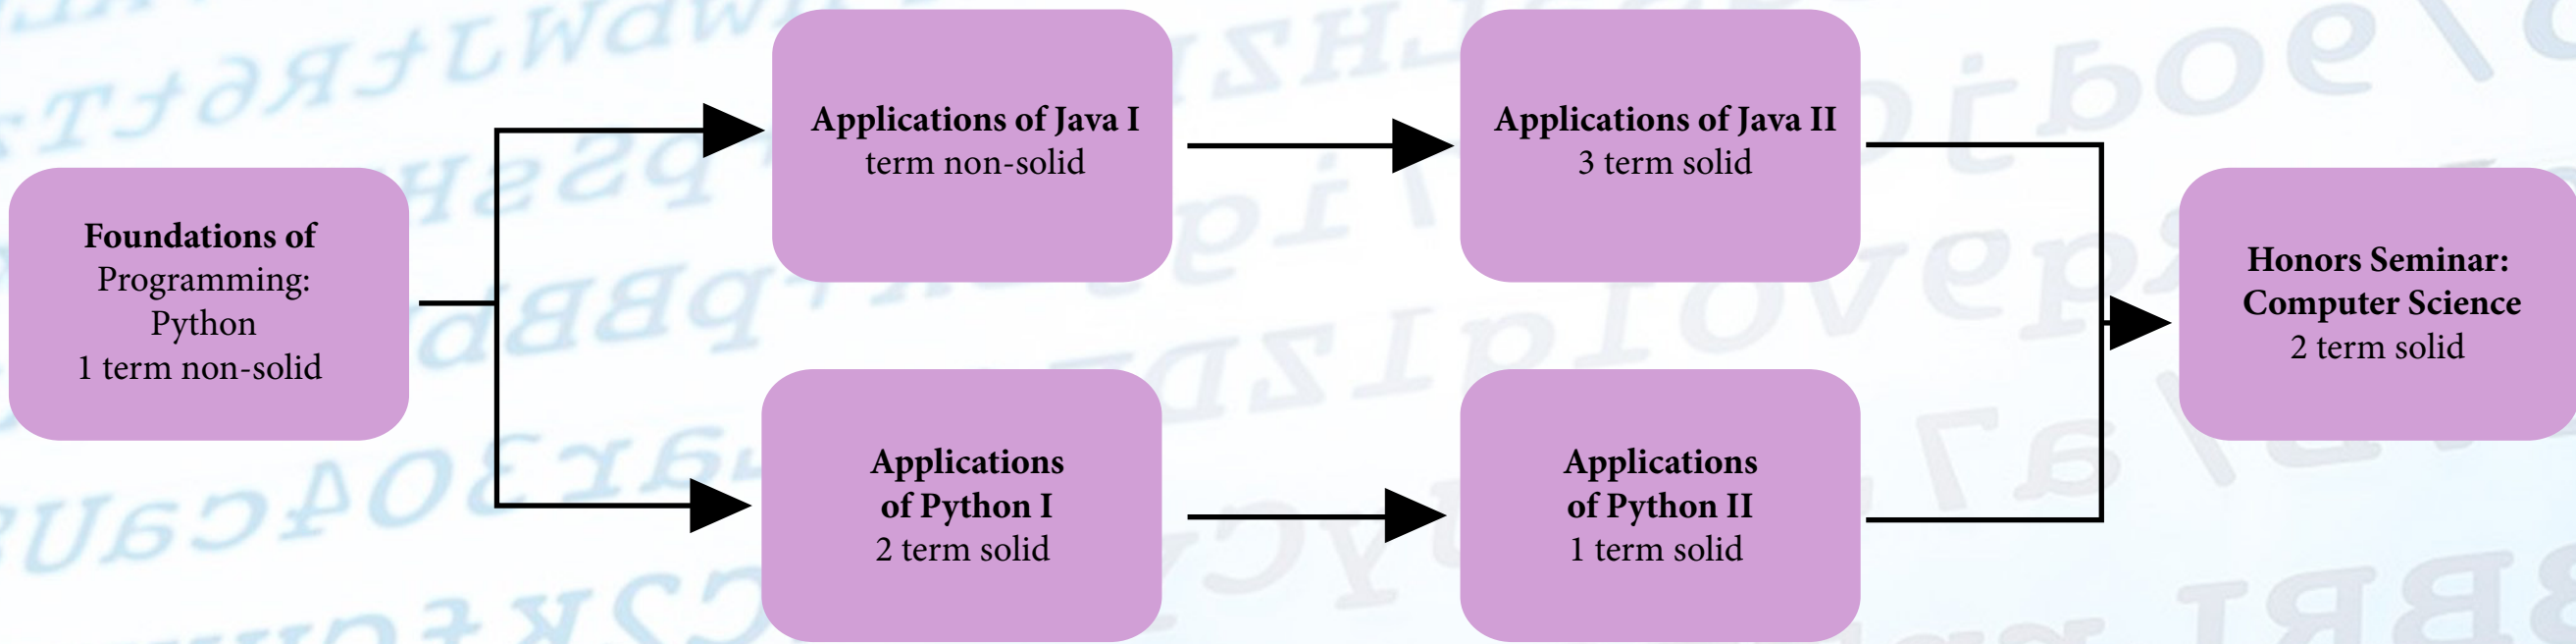 Foundations of
Programming:
Python
1 term non-solid
Applications of Java I
term non-solid
Applications of Java II
3 term solid
Applications
of Python I
2 term solid
Applications
of Python II
1 term solid
Honors Seminar:
Computer Science
2 term solid